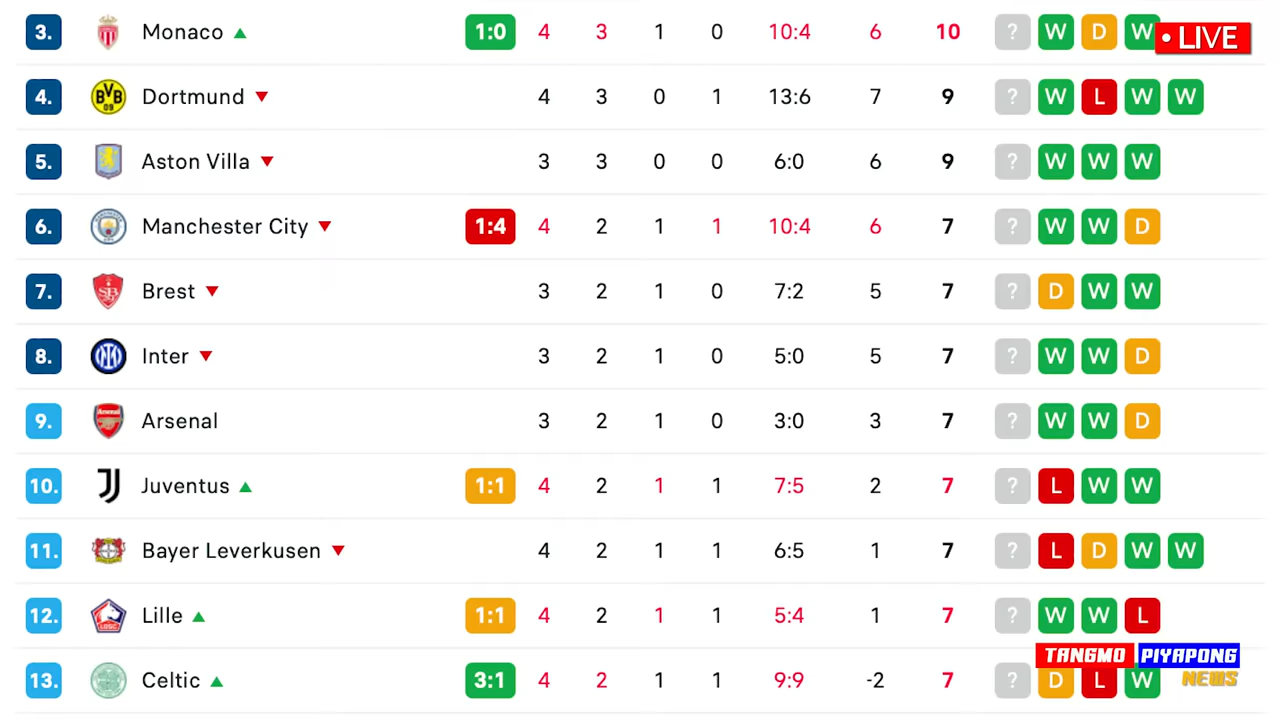 3. Monaco 1:0 4 3 1 0 10:4 6 10 ? W D W
• LIVE
4. Dortmund 4 3 0 1 13:6 7 9 ? W L W W
5. Aston Villa 3 3 0 0 6:0 6 9 ? W W W
6. Manchester City 1:4 4 2 1 1 10:4 6 7 ? W W D
7. Brest 3 2 1 0 7:2 5 7 ? D W W
8. Inter 3 2 1 0 5:0 5 7 ? W W D
9. Arsenal 3 2 1 0 3:0 3 7 ? W W D
10. Juventus 1:1 4 2 1 1 7:5 2 7 ? L W W
11. Bayer Leverkusen 4 2 1 1 6:5 1 7 ? L D W W
12. Lille 1:1 4 2 1 1 5:4 1 7 ? W W L
TANGMO PIYAPONG
NEWS
13. Celtic 3:1 4 2 1 1 9:9 -2 7 ? D L W